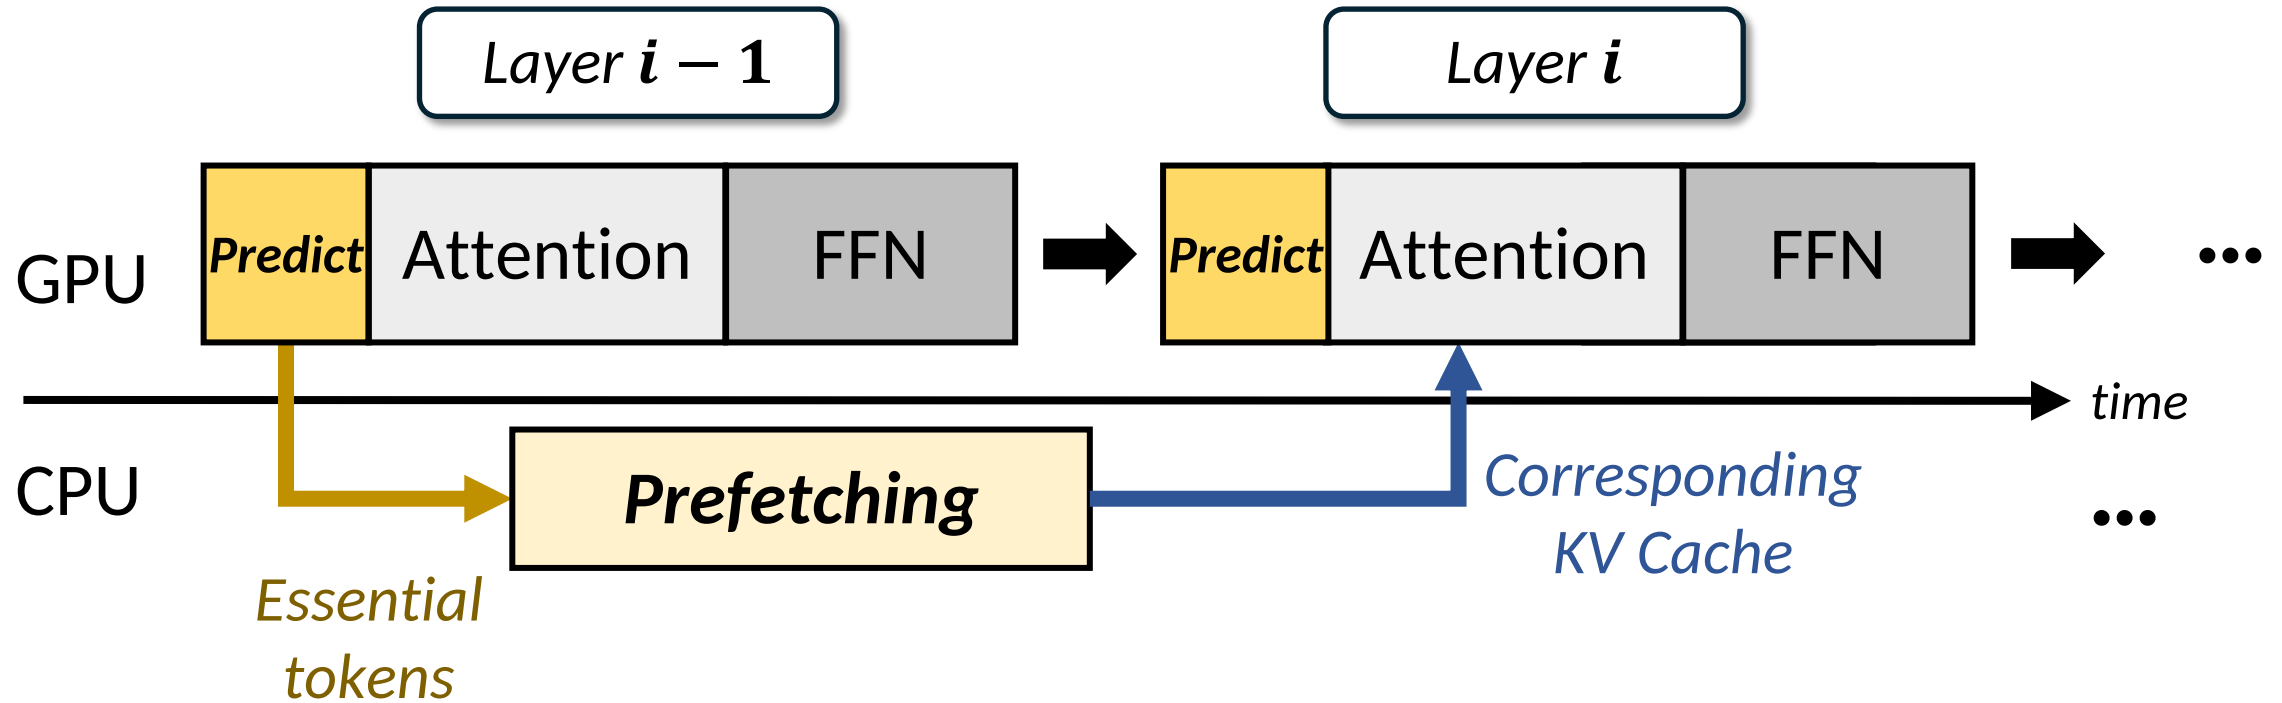 Layer i − 1
Layer i
GPU
Predict
Attention
FFN
Predict
Attention
FFN
•••
time
CPU
Prefetching
Corresponding
KV Cache
•••
Essential
tokens